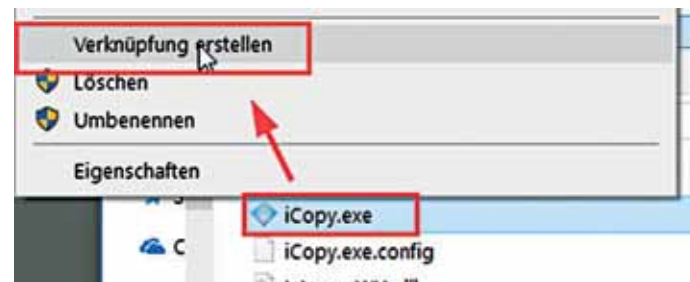 Verknüpfung erstellen
Löschen
Umbenennen
Eigenschaften
iCopy.exe
C
iCopy.exe.config